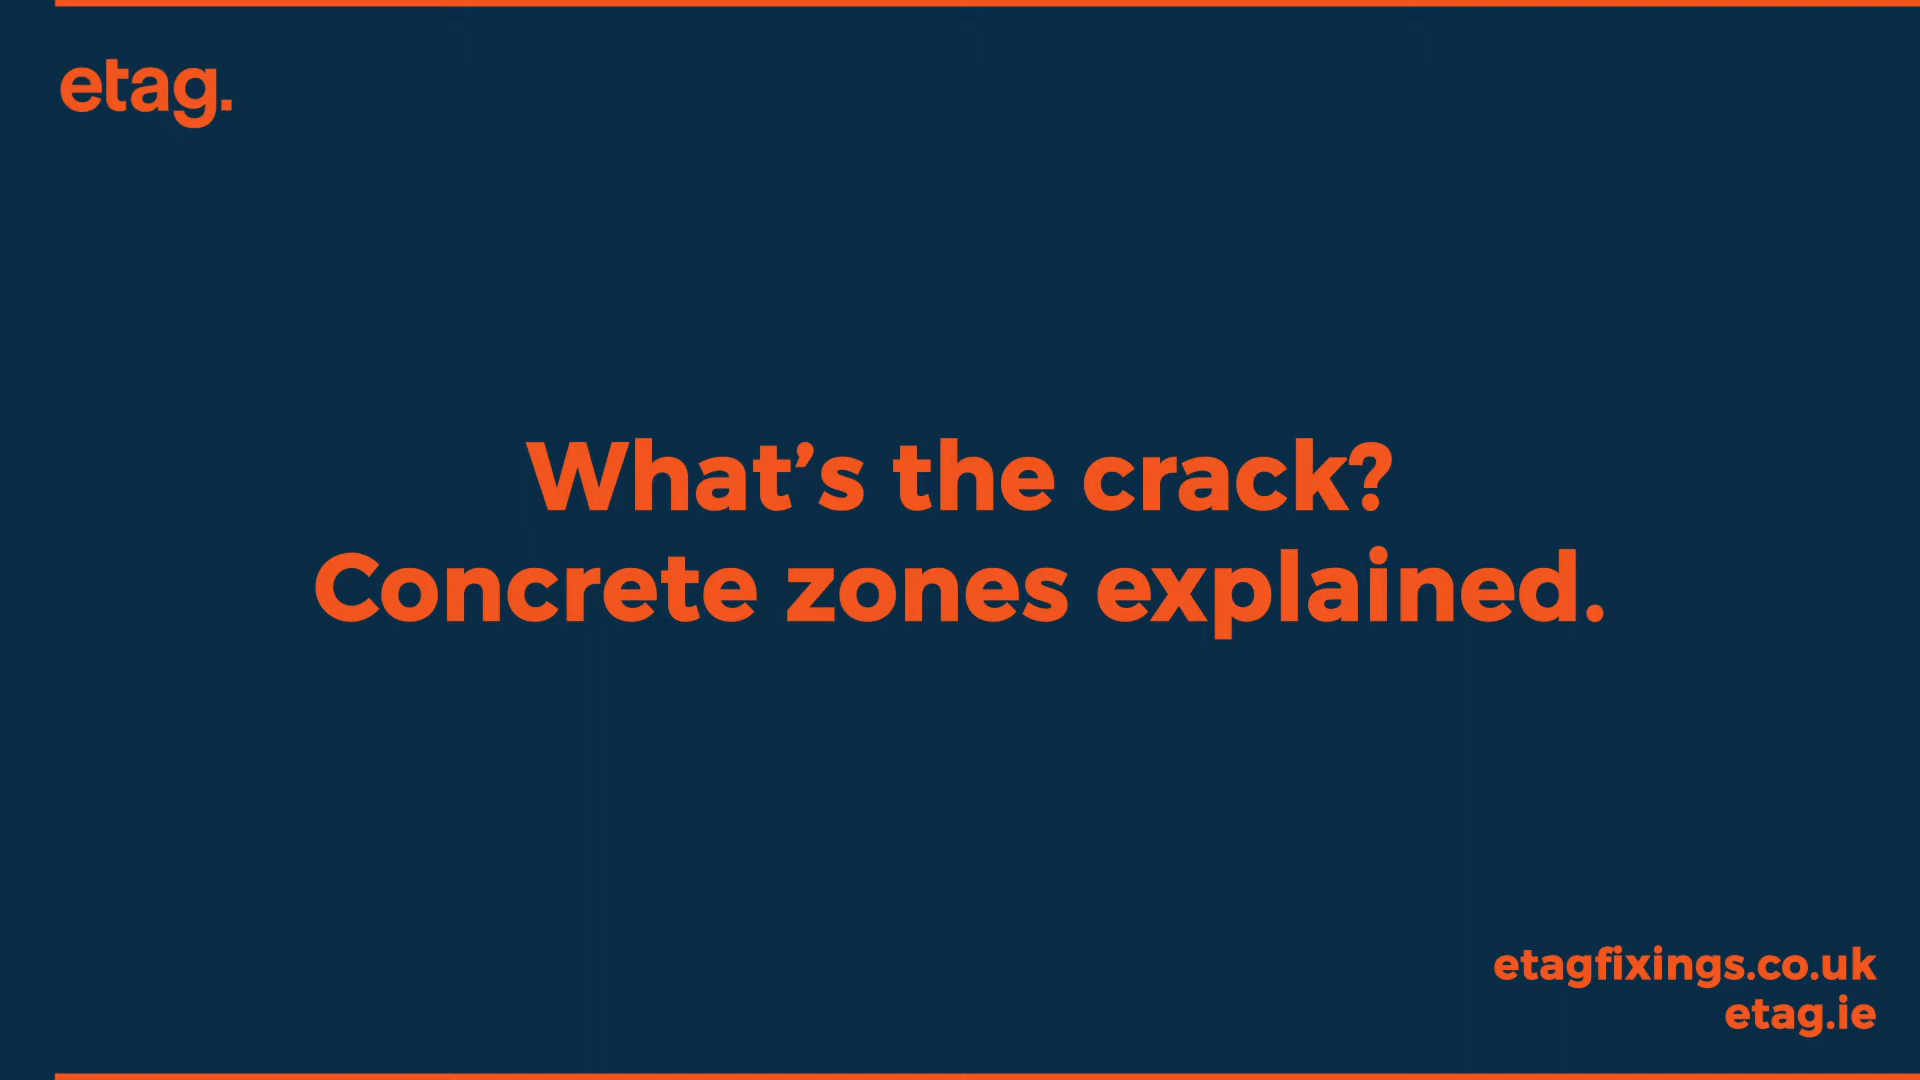 etag.
What’s the crack?
Concrete zones explained.
etagfixings.co.uk
etag.ie